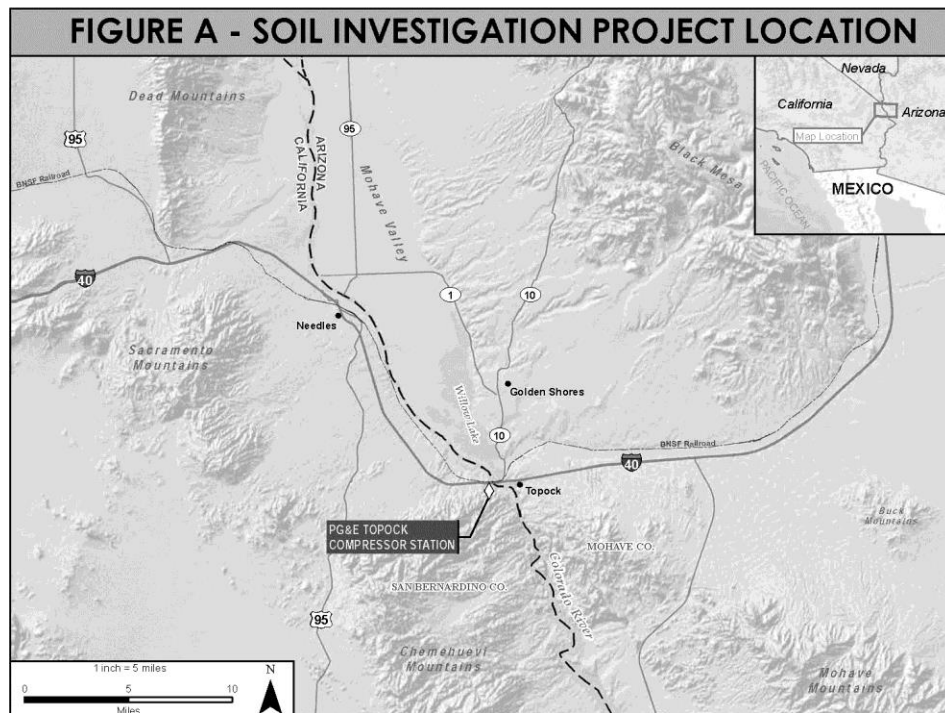 FIGURE A - SOIL INVESTIGATION PROJECT LOCATION
Dead Mountains
95
95
ARIZONA
CALIFORNIA
Mohave Valley
1
10
Black Mesa
Nevada
California
Arizona
Map Location
PACIFIC OCEAN
MEXICO
BNSF Railroad
40
Needles
Sacramento
Mountains
Willow Lake
Golden Shores
10
BNSF Railroad
40
Topock
PG&E TOPOCK
COMPRESSOR STATION
Buck
Mountains
MOHAVE CO.
SAN BERNARDINO CO.
Colorado River
95
Chemehuevi
Mountains
Mohave
Mountains
1 inch = 5 miles
0 5 10
Miles
N